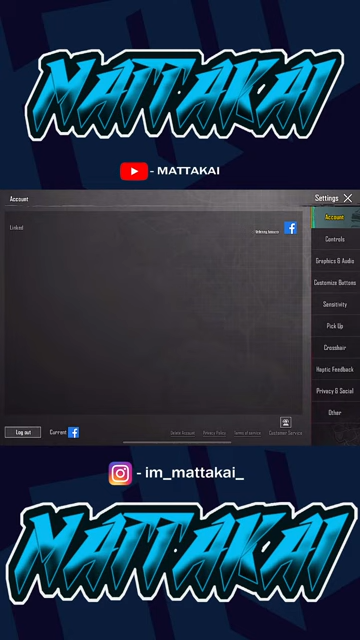 MATTAKAI
- MATTAKAI
Account
Settings
Linked
Account
Controls
Graphics & Audio
Customize Buttons
Sensitivity
Pick Up
Crosshair
Haptic Feedback
Privacy & Social
Other
Log out
Current
Delete Account
Privacy Policy
Terms of service
Customer Service
- im_mattakai_
MATTAKAI